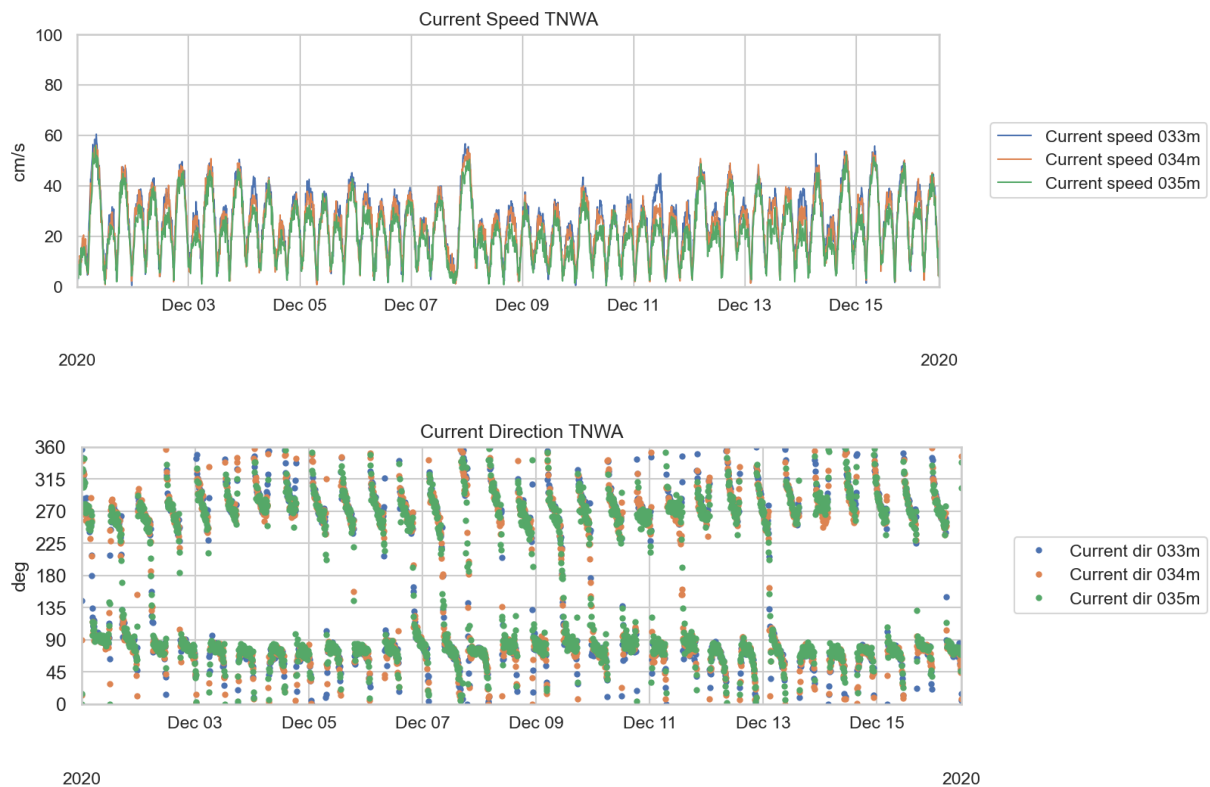 Current Speed TNWA
100
80
60
40
20
0
cm/s
Dec 03 Dec 05 Dec 07 Dec 09 Dec 11 Dec 13 Dec 15
2020 2020
Current speed 033m
Current speed 034m
Current speed 035m
Current Direction TNWA
360
315
270
225
180
135
90
45
0
deg
Dec 03 Dec 05 Dec 07 Dec 09 Dec 11 Dec 13 Dec 15
2020 2020
Current dir 033m
Current dir 034m
Current dir 035m